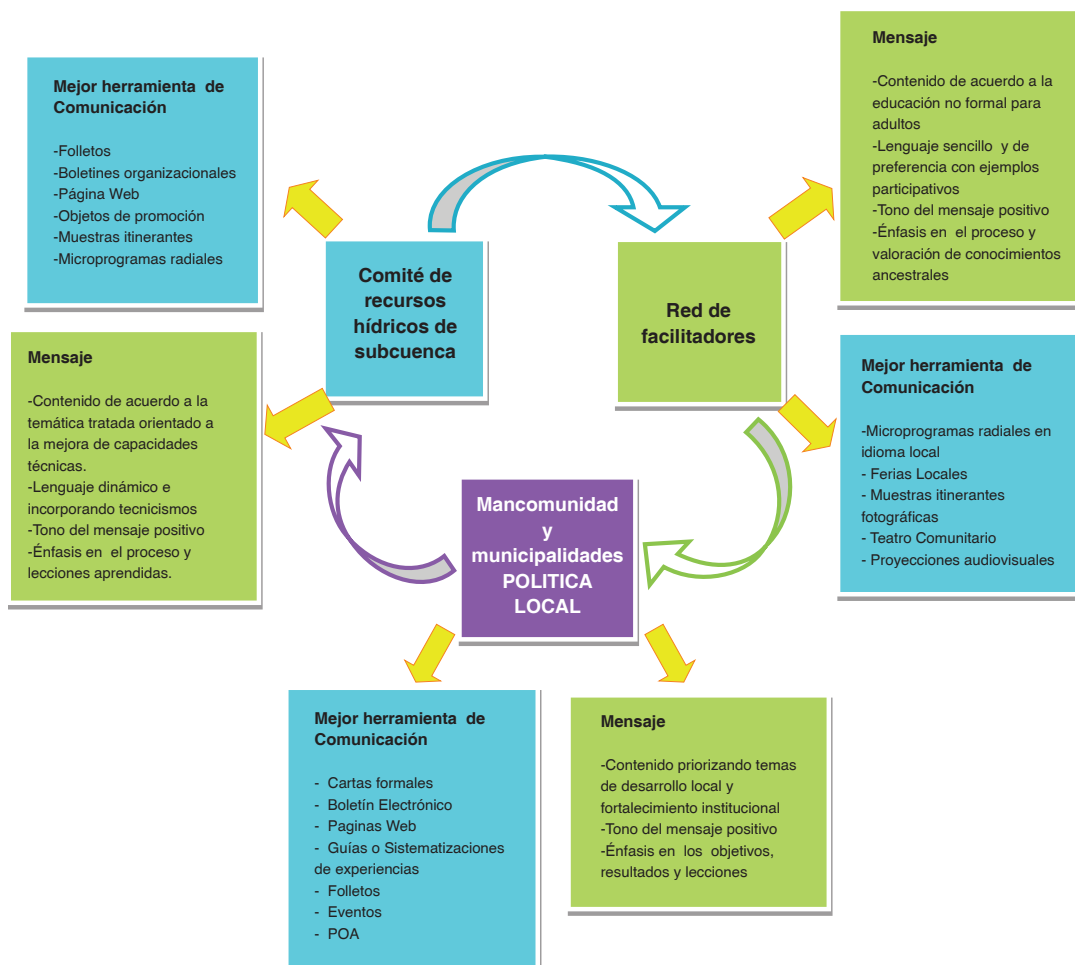 Mejor herramienta de
Comunicación
-Folletos
-Boletines organizacionales
-Página Web
-Objetos de promoción
-Muestras itinerantes
-Microprogramas radiales
Mensaje
-Contenido de acuerdo a la
educación no formal para
adultos
-Lenguaje sencillo y de
preferencia con ejemplos
participativos
-Tono del mensaje positivo
-Énfasis en el proceso y
valoración de conocimientos
ancestrales
Comité de
recursos
hídricos de
subcuenca
Red de
facilitadores
Mensaje
-Contenido de acuerdo a la
temática tratada orientado a
la mejora de capacidades
técnicas.
-Lenguaje dinámico e
incorporando tecnicismos
-Tono del mensaje positivo
-Énfasis en el proceso y
lecciones aprendidas.
Mejor herramienta de
Comunicación
-Microprogramas radiales en
idioma local
- Ferias Locales
- Muestras itinerantes
fotográficas
- Teatro Comunitario
- Proyecciones audiovisuales
Mancomunidad
y
municipalidades
POLITICA
LOCAL
Mejor herramienta de
Comunicación
- Cartas formales
- Boletín Electrónico
- Paginas Web
- Guías o Sistematizaciones
de experiencias
- Folletos
- Eventos
- POA
Mensaje
-Contenido priorizando temas
de desarrollo local y
fortalecimiento institucional
-Tono del mensaje positivo
-Énfasis en los objetivos,
resultados y lecciones